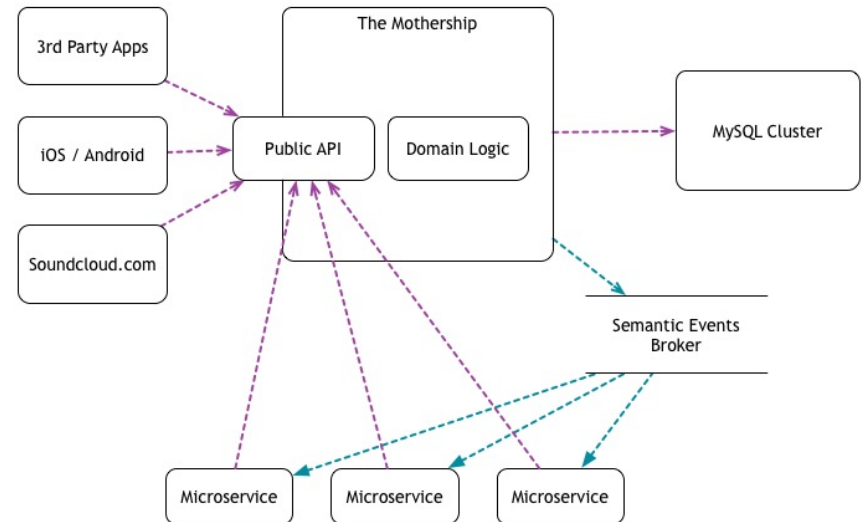 The Mothership
3rd Party Apps
iOS / Android
Soundcloud.com
Public API
Domain Logic
MySQL Cluster
Semantic Events
Broker
Microservice
Microservice
Microservice